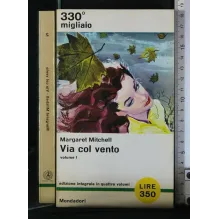 330°
migliaio
Margaret Mitchell
Via col vento
volume I
edizione integrale in quattro volumi
LIRE
350
Mondadori